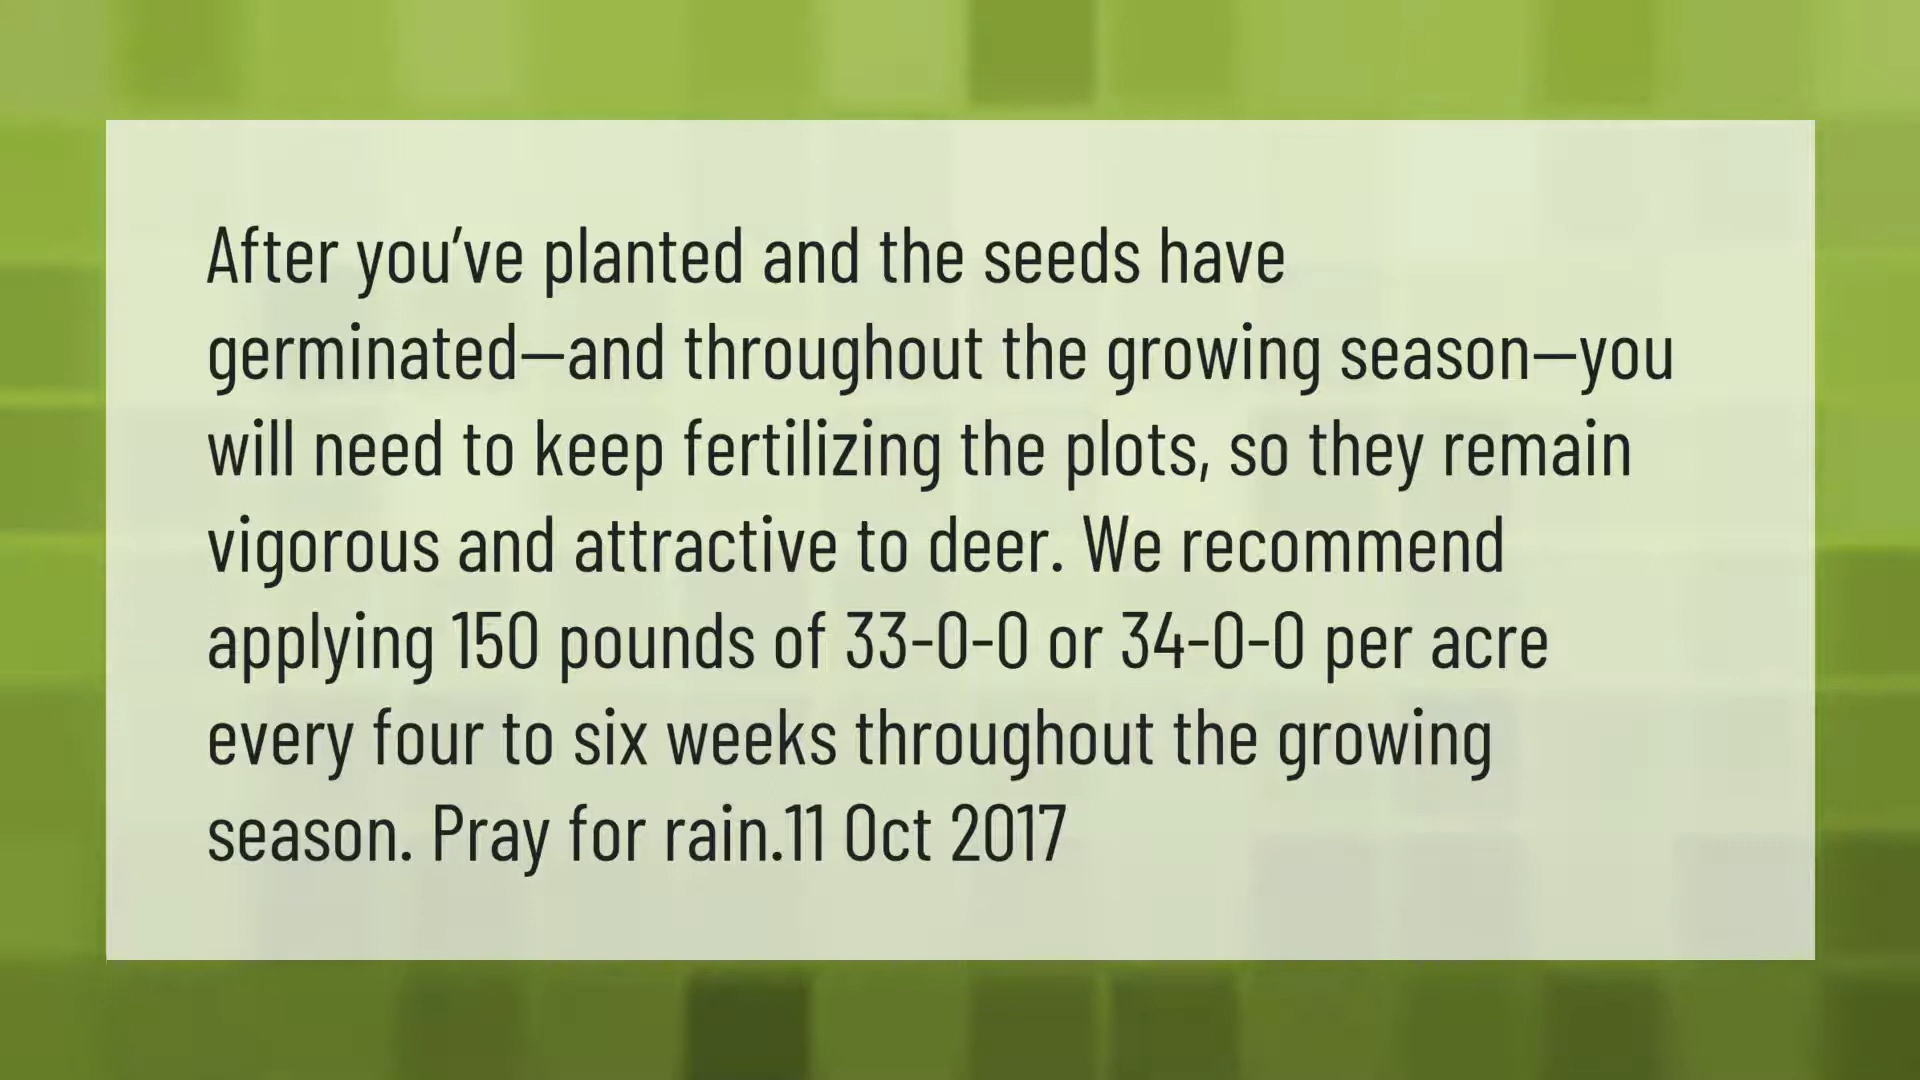 After you’ve planted and the seeds have
germinated—and throughout the growing season—you
will need to keep fertilizing the plots, so they remain
vigorous and attractive to deer. We recommend
applying 150 pounds of 33-0-0 or 34-0-0 per acre
every four to six weeks throughout the growing
season. Pray for rain.11 Oct 2017